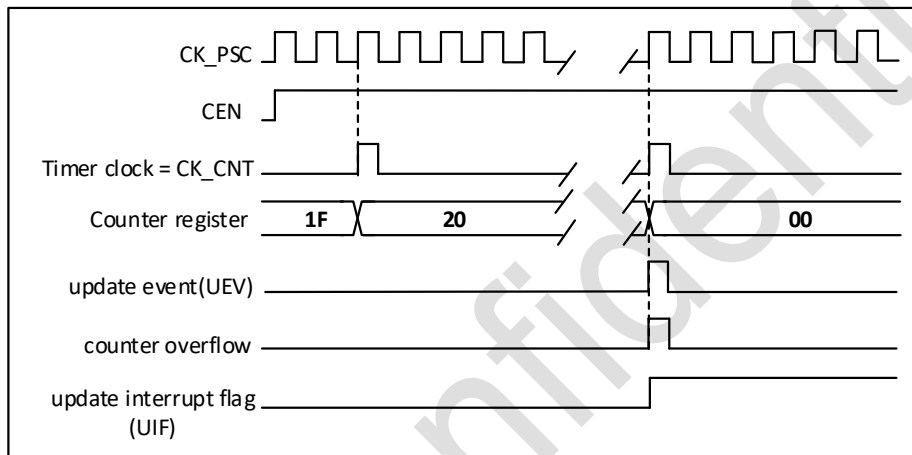 CK_PSC
CEN
Timer clock = CK_CNT
Counter register
1F
20
00
update event(UEV)
counter overflow
update interrupt flag
(UIF)